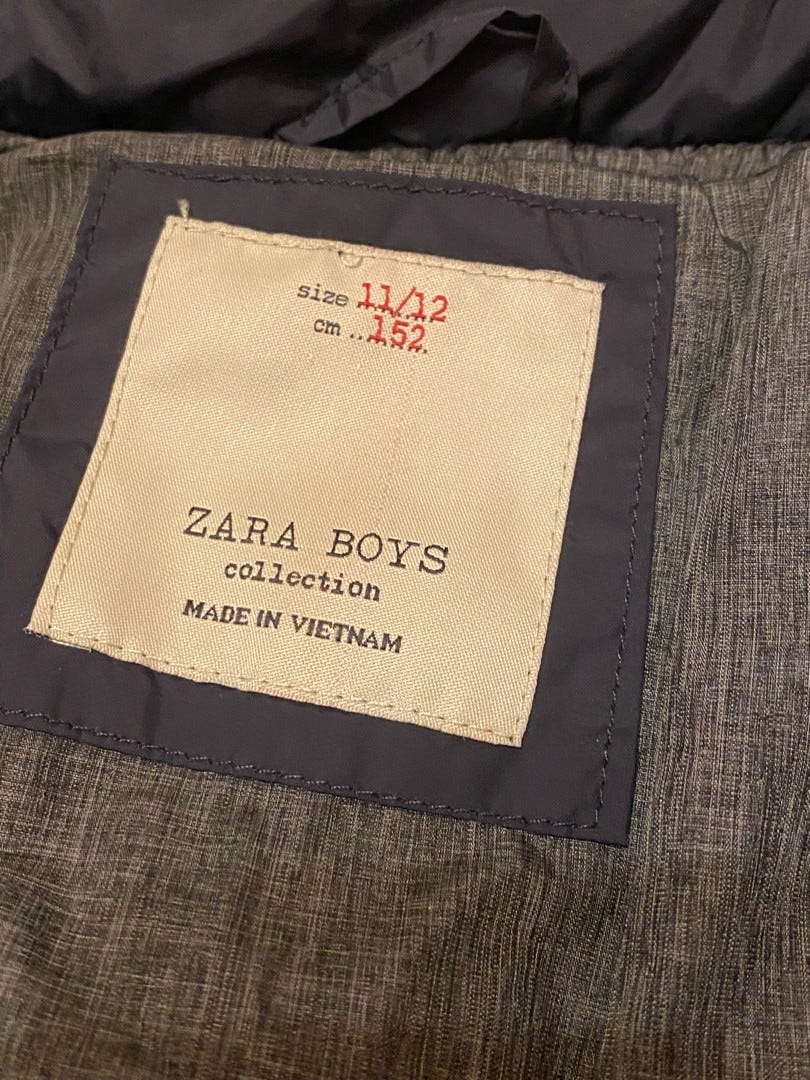 size 11/12
cm ..152
ZARA BOYS
collection
MADE IN VIETNAM